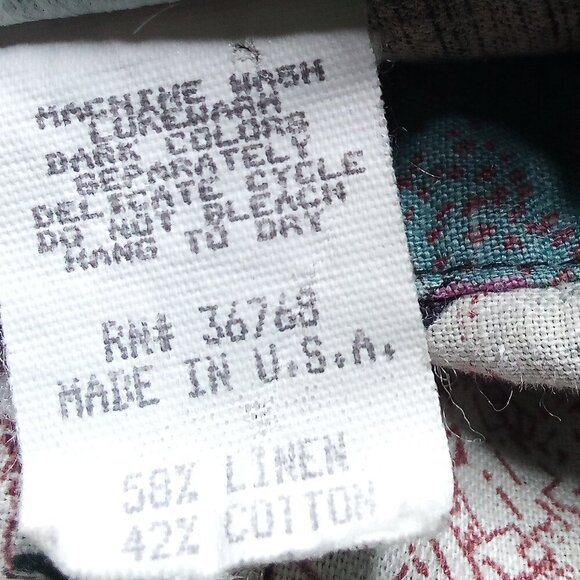 MACHINE WASH
LUKEWARM
DARK COLORS
SEPARATELY
DELICATE CYCLE
DO NOT BLEACH
HANG TO DRY
RN# 36768
MADE IN U.S.A.
58% LINEN
42% COTTON